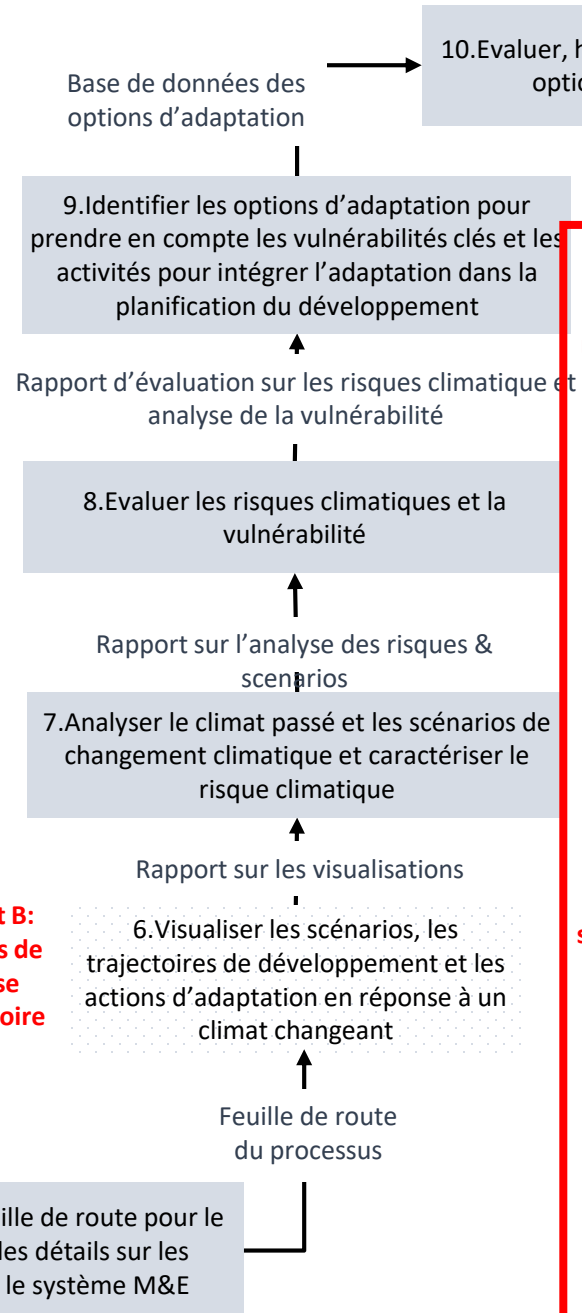 10.Evaluer,
optio
Base de données des
options d’adaptation
9.Identifier les options d’adaptation pour
prendre en compte les vulnérabilités clés et les
activités pour intégrer l’adaptation dans la
planification du développement
Rapport d’évaluation sur les risques climatique et
analyse de la vulnérabilité
8.Evaluer les risques climatiques et la
vulnérabilité
Rapport sur l’analyse des risques &
scenarios
7.Analyser le climat passé et les scénarios de
changement climatique et caractériser le
risque climatique
Rapport sur les visualisations
t B:
s de
se
oire
6.Visualiser les scénarios, les
trajectoires de développement et les
actions d’adaptation en réponse à un
climat changeant
s
Feuille de route
du processus
ille de route pour le
les détails sur les
le système M&E